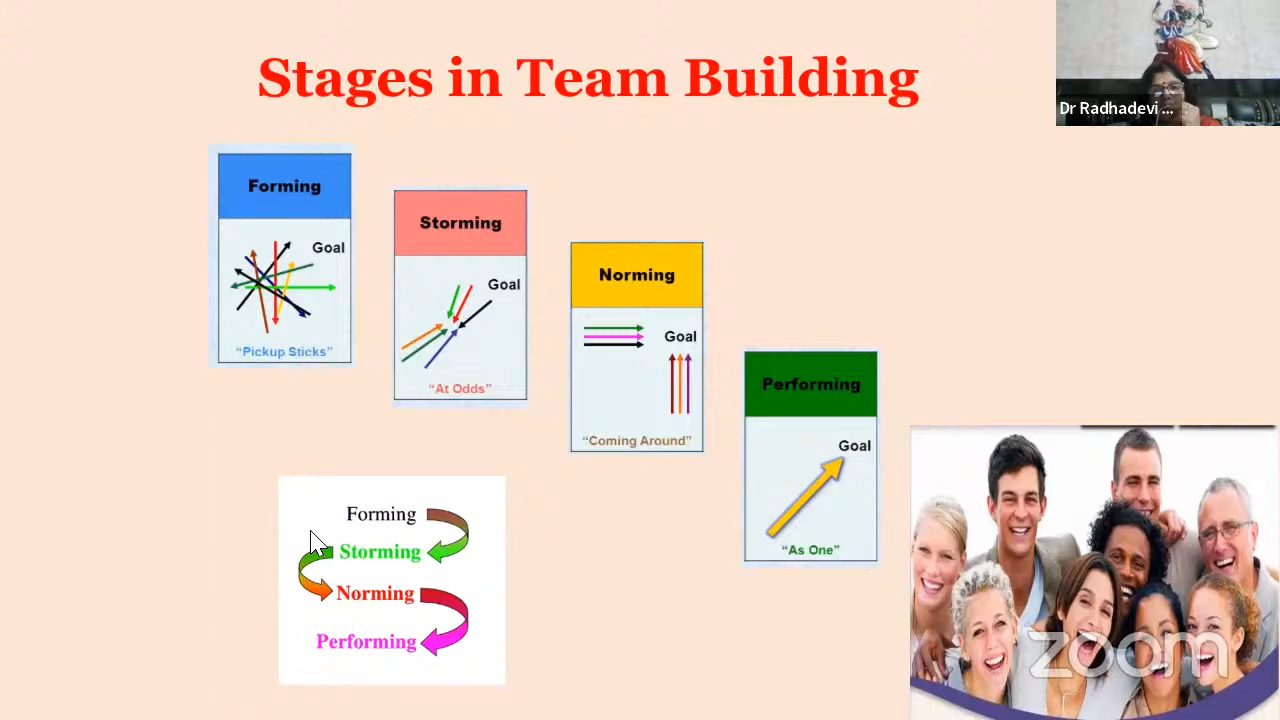 Stages in Team Building
Dr Radhadevi ...
Forming
Goal
“Pickup Sticks”
Storming
Goal
“At Odds”
Norming
Goal
“Coming Around”
Performing
Goal
“As One”
Forming
Storming
Norming
Performing
zoom